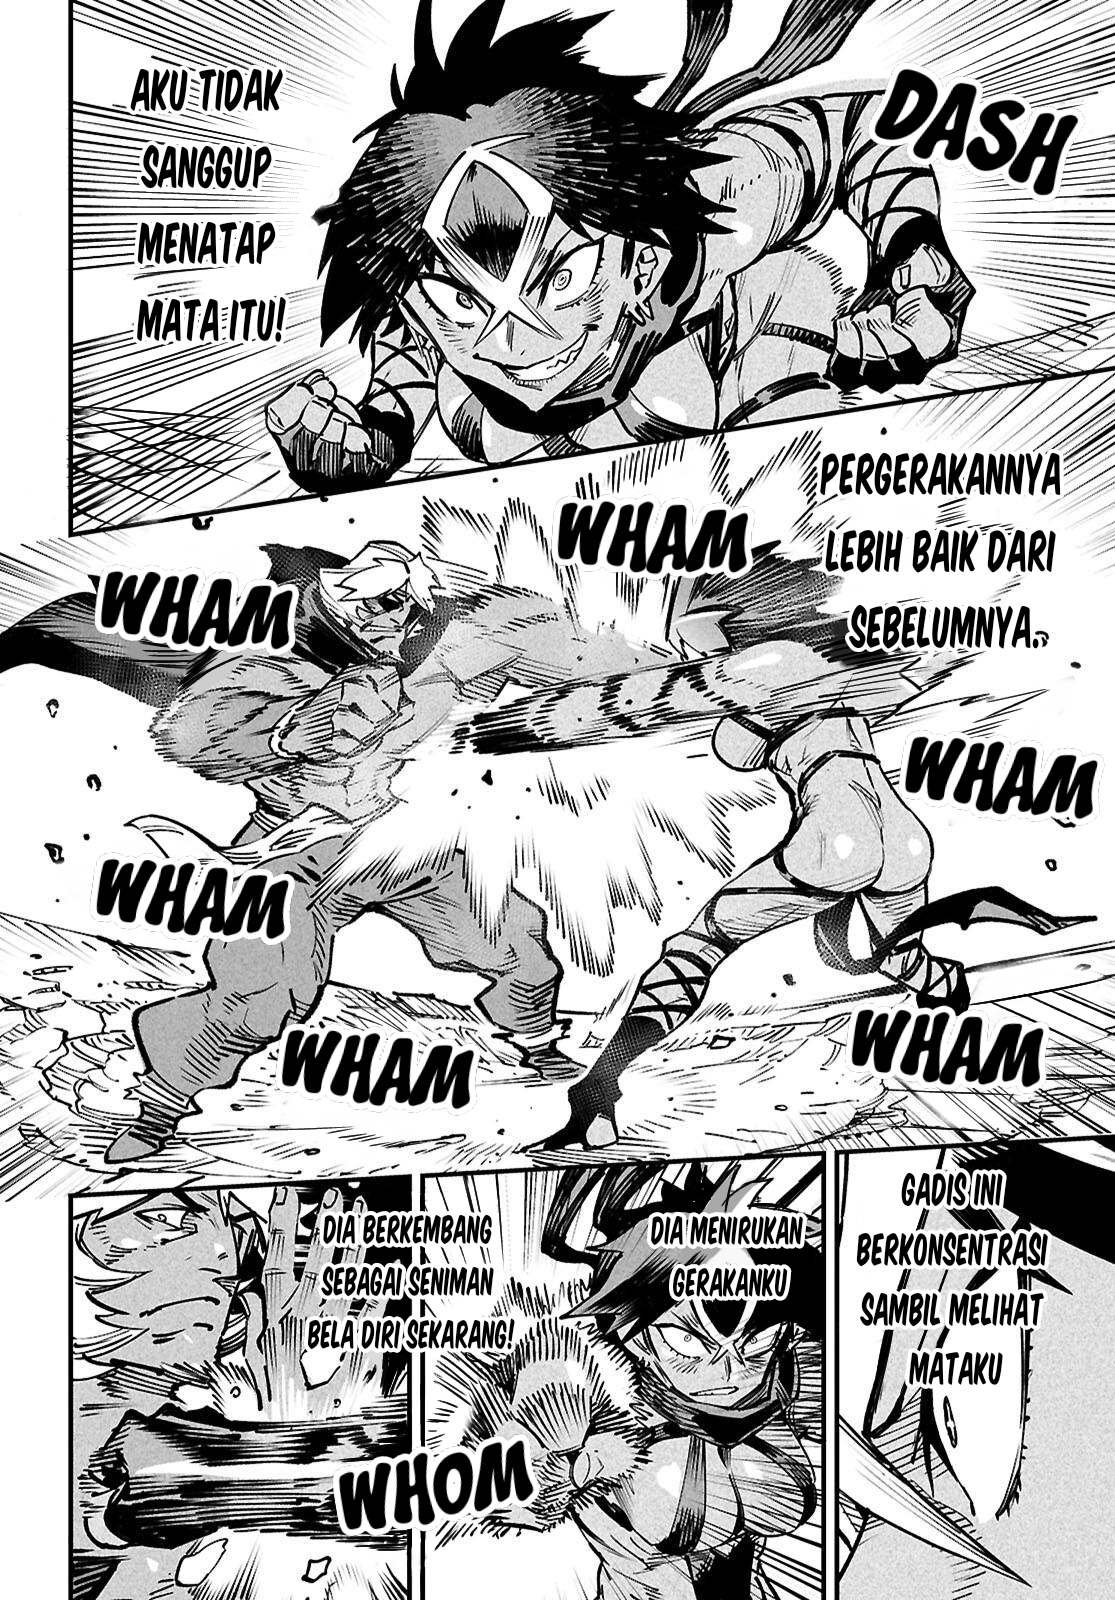 DASH
AKU TIDAK
SANGGUP
MENATAP
MATA ITU!
PERGERAKANNYA
LEBIH BAIK DARI
SEBELUMNYA.
WHAM
WHAM
WHAM
WHAM
WHAM
WHAM
GADIS INI
BERKONSENTRASI
SAMBIL MELIHAT
MATAKU
DIA MENIRUKAN
GERAKANKU
DIA BERKEMBANG
SEBAGAI SENIMAN
BELA DIRI SEKARANG!
WHOM